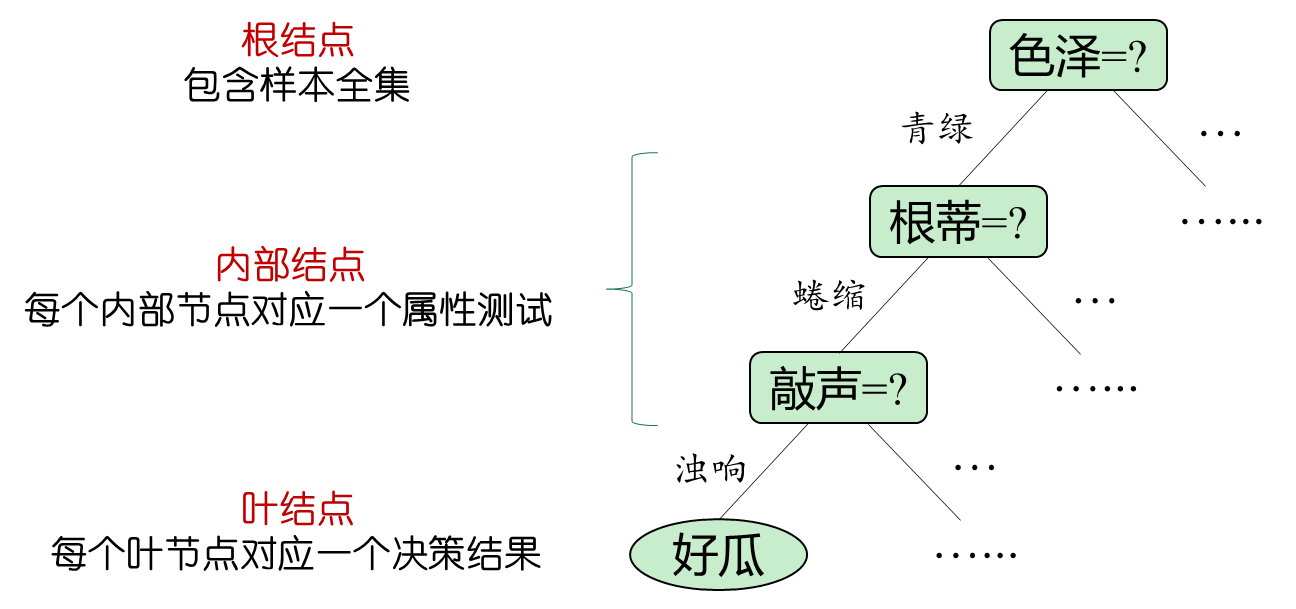 根结点
包含样本全集
色泽=?
青绿
…
根蒂=?
…...
内部结点
每个内部节点对应一个属性测试
蜷缩
…
敲声=?
…...
浊响
…
叶结点
每个叶节点对应一个决策结果
好瓜
…...